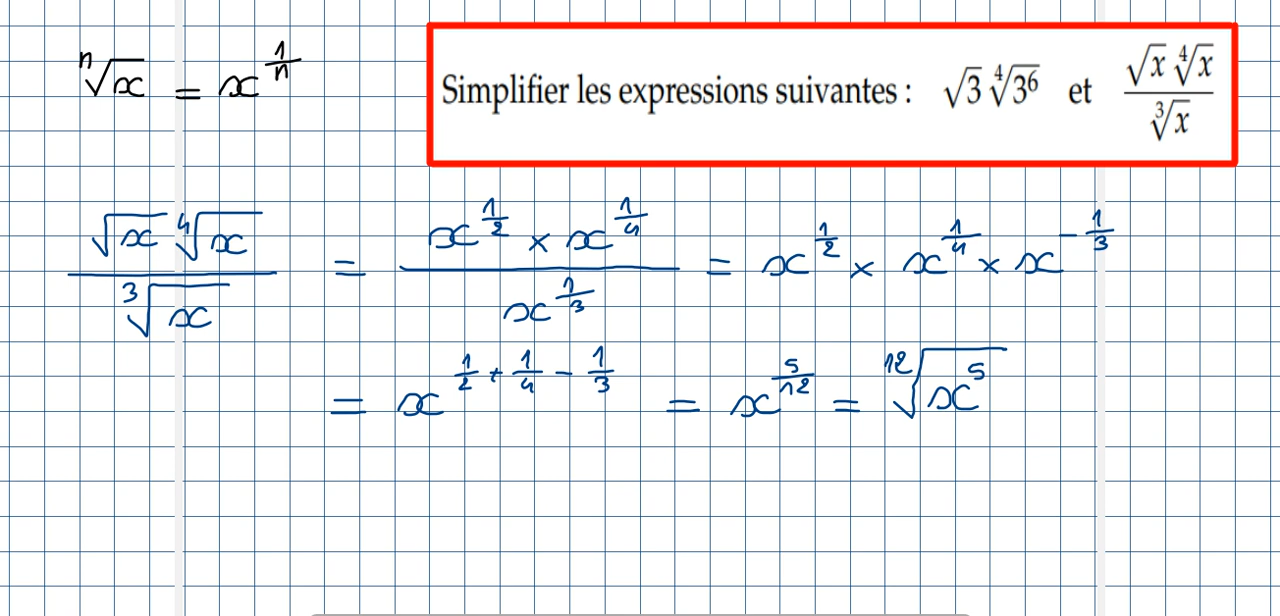 ⁿ√x = x^(1/n)
Simplifier les expressions suivantes : √3 ⁴√3⁶ et (√x ⁴√x)/(³√x)
(√x ⁴√x)/(³√x) = (x^(1/2) × x^(1/4))/(x^(1/3)) = x^(1/2) × x^(1/4) × x^(-1/3)
= x^(1/2 + 1/4 - 1/3) = x^(5/12) = ¹²√x⁵